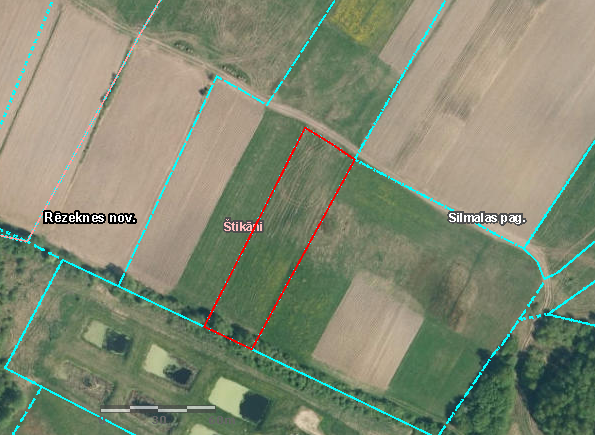 Rēzeknes nov.
Silmalas pag.
Štikāni